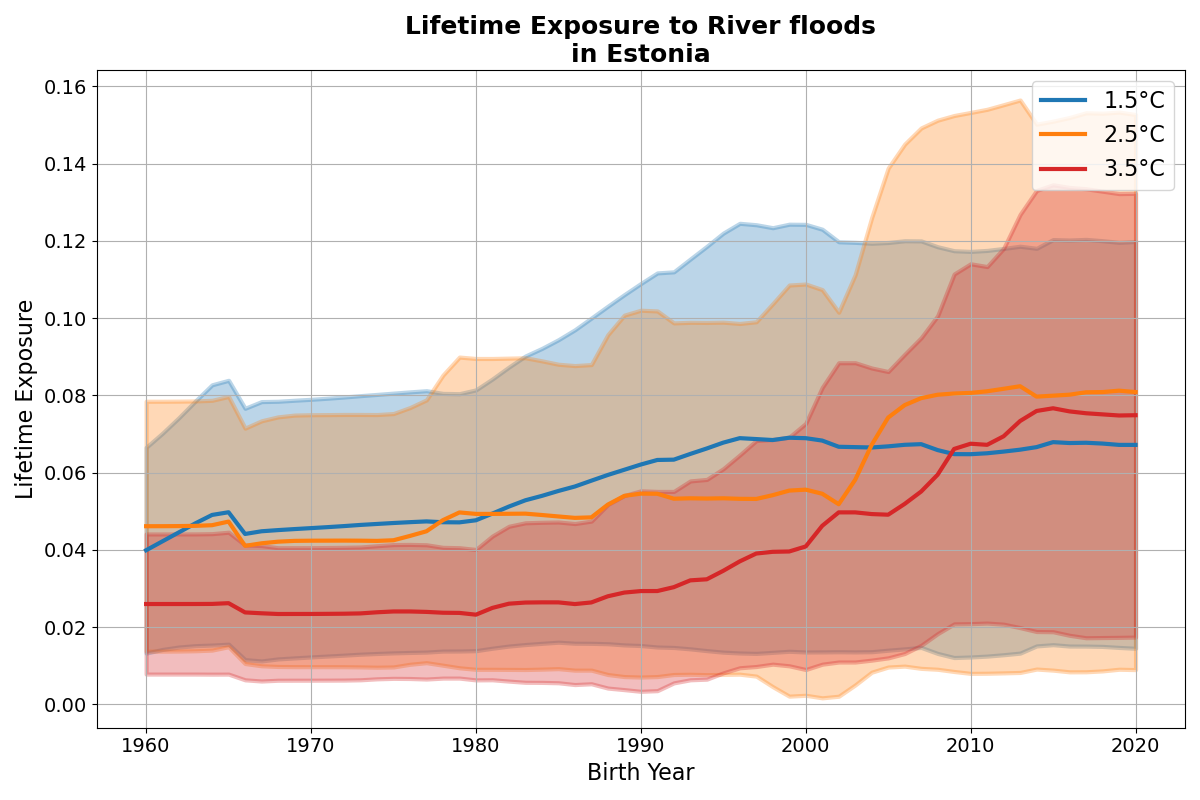 Lifetime Exposure to River floods
in Estonia
Lifetime Exposure
0.16
0.14
0.12
0.10
0.08
0.06
0.04
0.02
0.00
1.5°C
2.5°C
3.5°C
1960
1970
1980
1990
2000
2010
2020
Birth Year